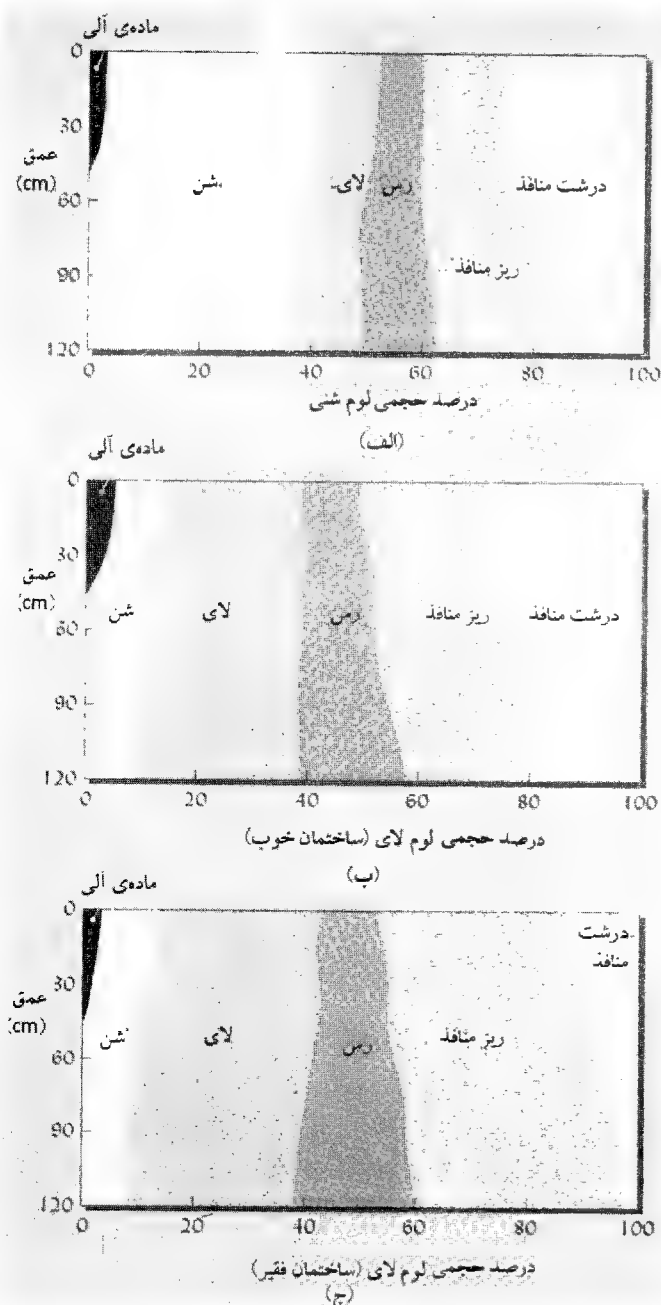 ماده‌ی آلی
0
30
عمق
(cm)
60
90
120
شن
لای
رس
ریز منافذ
درشت منافذ
0 20 40 60 80 100
درصد حجمی لوم شنی
(الف)
ماده‌ی آلی
0
30
عمق
(cm)
60
90
120
شن
لای
رس
ریز منافذ
درشت منافذ
0 20 40 60 80 100
درصد حجمی لوم لای (ساختمان خوب)
(ب)
ماده‌ی آلی
0
30
عمق
(cm)
60
90
120
شن
لای
رس
ریز منافذ
درشت
منافذ
0 20 40 60 80 100
درصد حجمی لوم لای (ساختمان فقیر)
(ج)